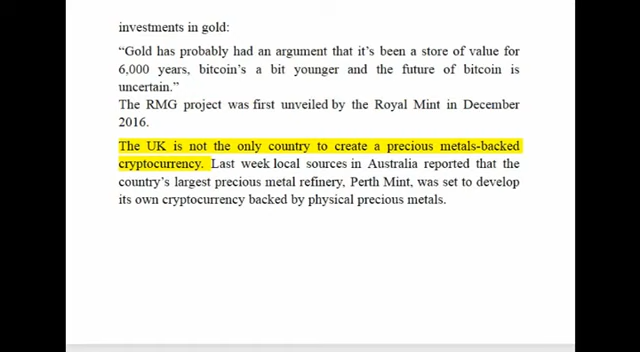 investments in gold:
“Gold has probably had an argument that it’s been a store of value for
6,000 years, bitcoin’s a bit younger and the future of bitcoin is
uncertain.”
The RMG project was first unveiled by the Royal Mint in December
2016.
The UK is not the only country to create a precious metals-backed
cryptocurrency. Last week local sources in Australia reported that the
country’s largest precious metal refinery, Perth Mint, was set to develop
its own cryptocurrency backed by physical precious metals.